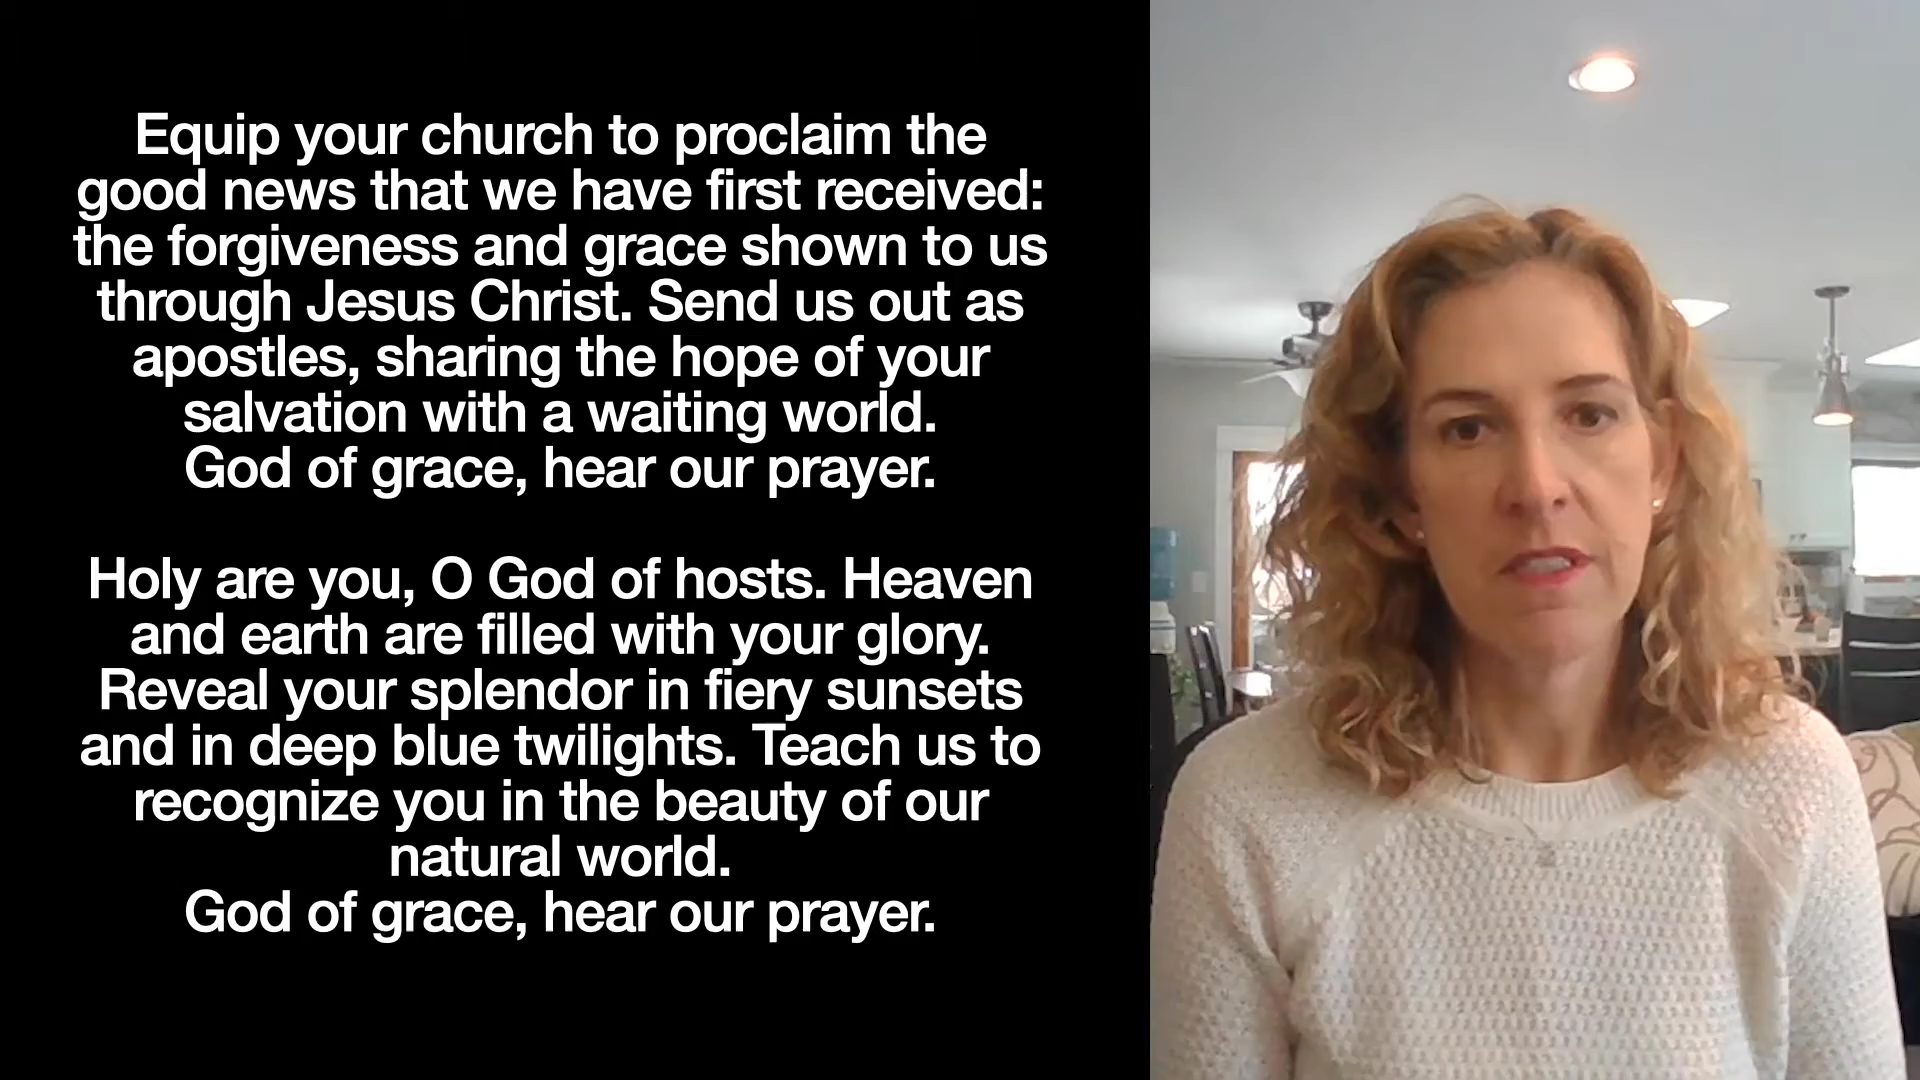 Equip your church to proclaim the
good news that we have first received:
the forgiveness and grace shown to us
through Jesus Christ. Send us out as
apostles, sharing the hope of your
salvation with a waiting world.
God of grace, hear our prayer.
Holy are you, O God of hosts. Heaven
and earth are filled with your glory.
Reveal your splendor in fiery sunsets
and in deep blue twilights. Teach us to
recognize you in the beauty of our
natural world.
God of grace, hear our prayer.